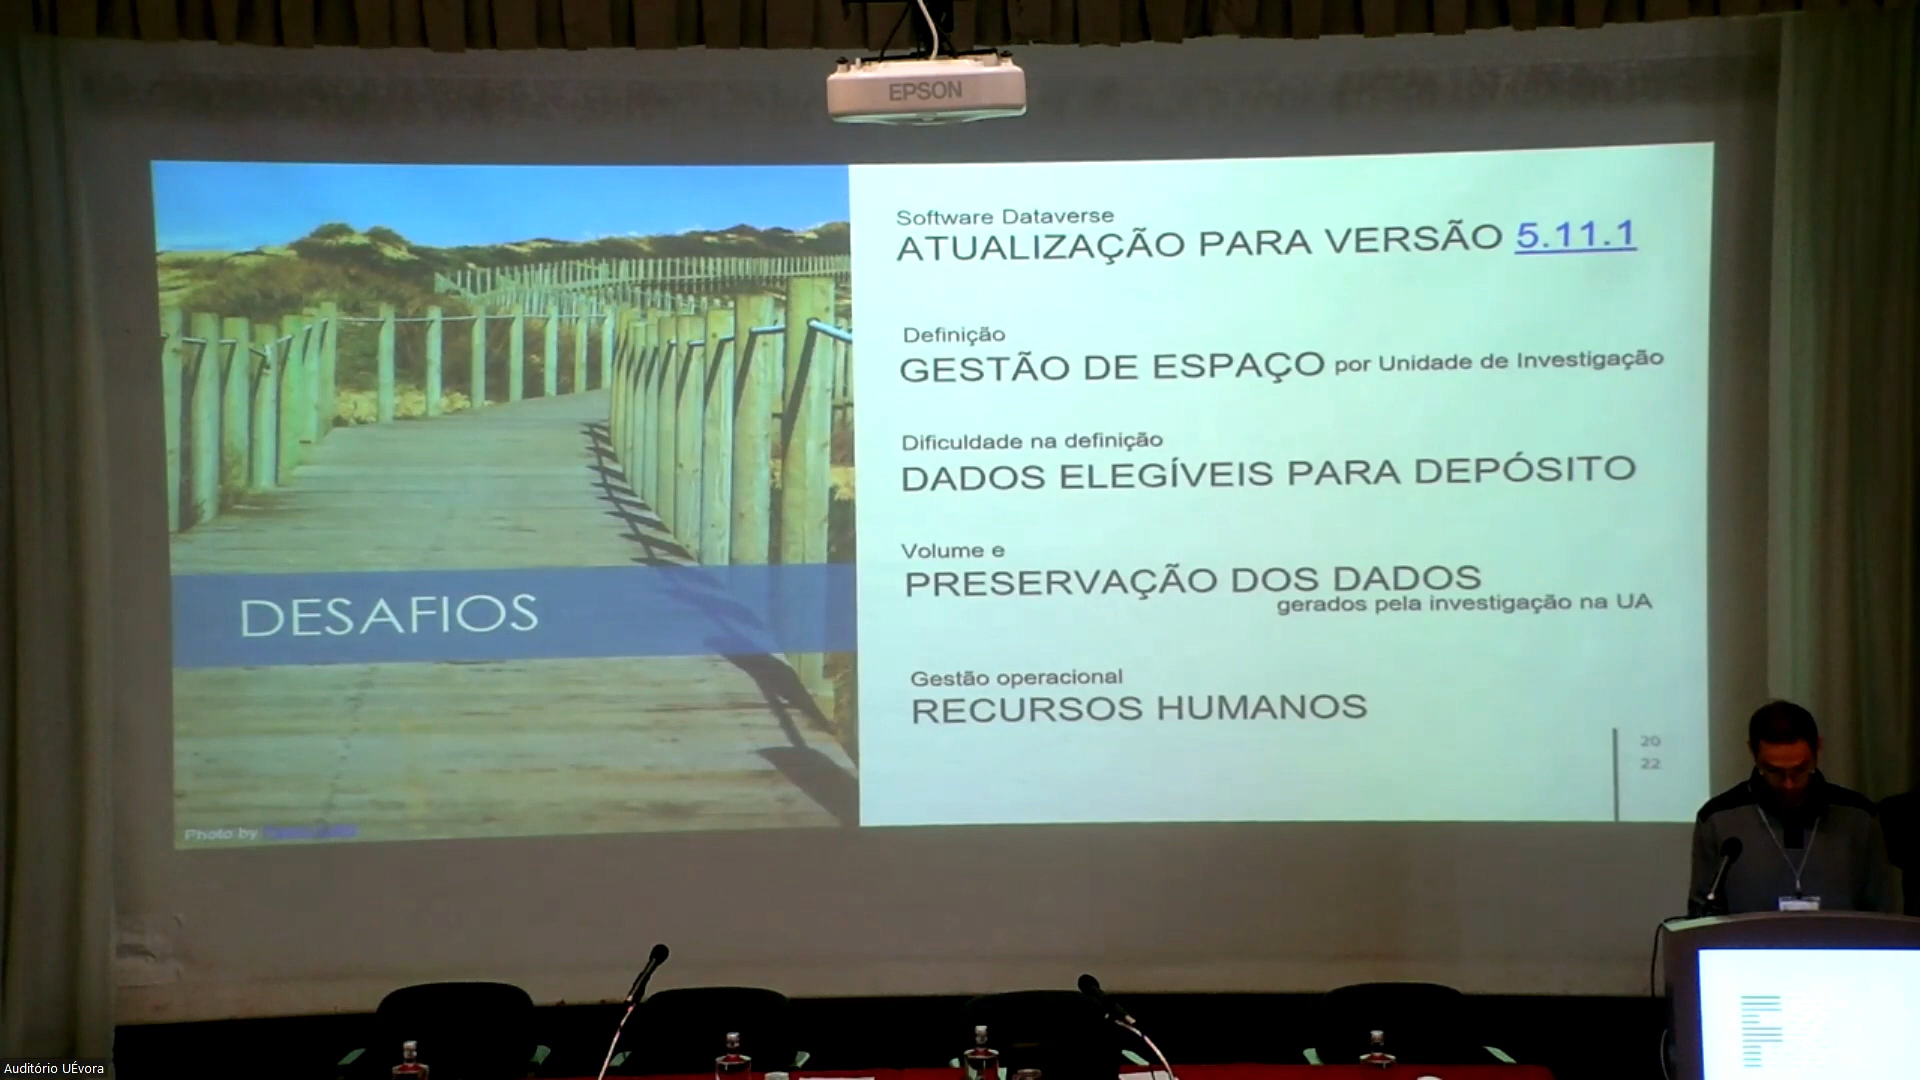 EPSON
Software Dataverse
ATUALIZAÇÃO PARA VERSÃO 5.11.1
Definição
GESTÃO DE ESPAÇO por Unidade de Investigação
Dificuldade na definição
DADOS ELEGÍVEIS PARA DEPÓSITO
Volume e
PRESERVAÇÃO DOS DADOS
gerados pela investigação na UA
Gestão operacional
RECURSOS HUMANOS
20
22
DESAFIOS
Photo by
Auditório UÉvora